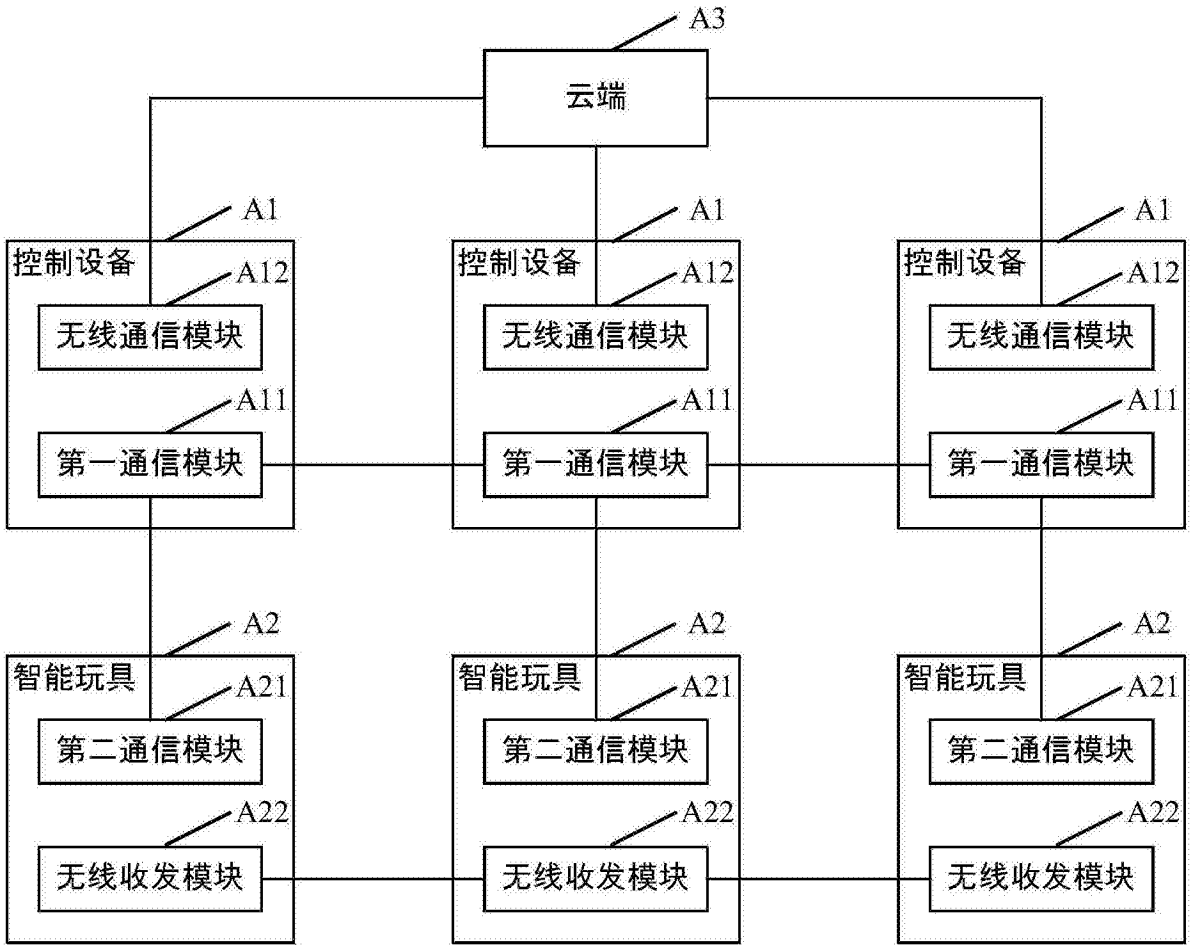 A3
云端
A1
A1
A1
控制设备
控制设备
控制设备
A12
A12
A12
无线通信模块
无线通信模块
无线通信模块
A11
A11
A11
第一通信模块
第一通信模块
第一通信模块
A2
A2
A2
智能玩具
智能玩具
智能玩具
A21
A21
A21
第二通信模块
第二通信模块
第二通信模块
A22
A22
A22
无线收发模块
无线收发模块
无线收发模块